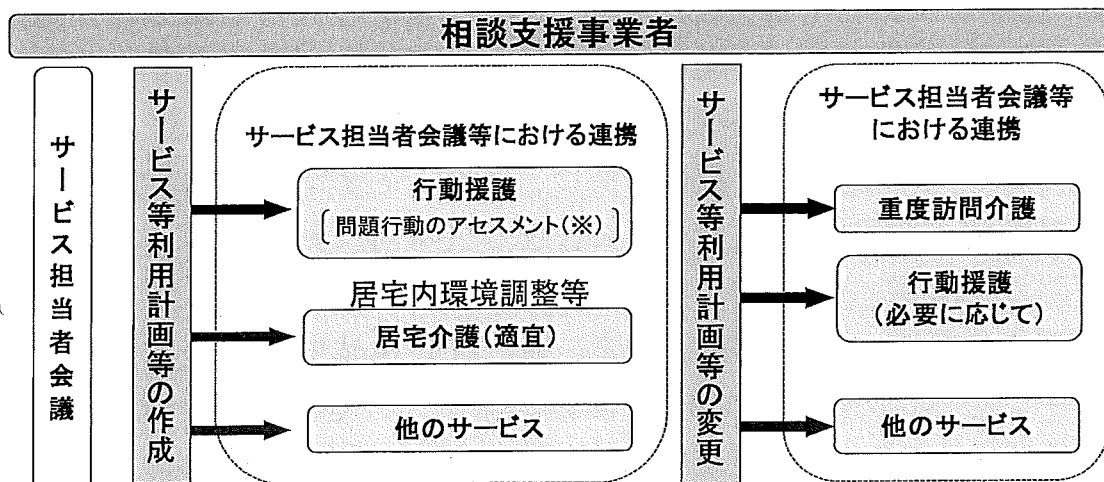 相談支援事業者
サービス担当者会議
サービス等利用計画等の作成
サービス担当者会議等における連携
行動援護
[問題行動のアセスメント(※)]
居宅内環境調整等
居宅介護(適宜)
他のサービス
サービス等利用計画等の変更
サービス担当者会議等
における連携
重度訪問介護
行動援護
(必要に応じて)
他のサービス